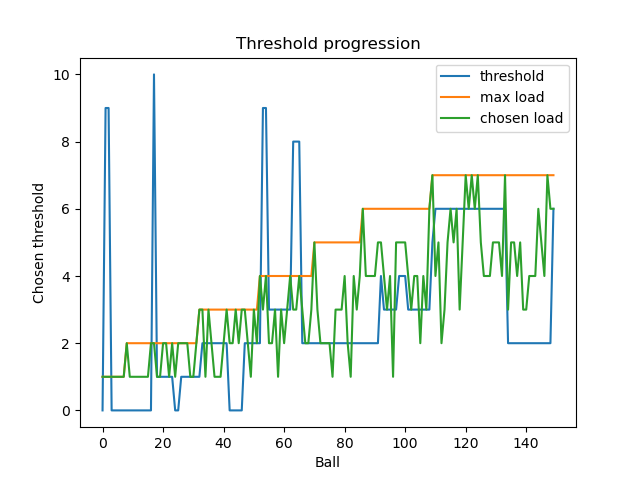 Threshold progression
threshold
max load
chosen load
Chosen threshold
10
8
6
4
2
0
0 20 40 60 80 100 120 140
Ball